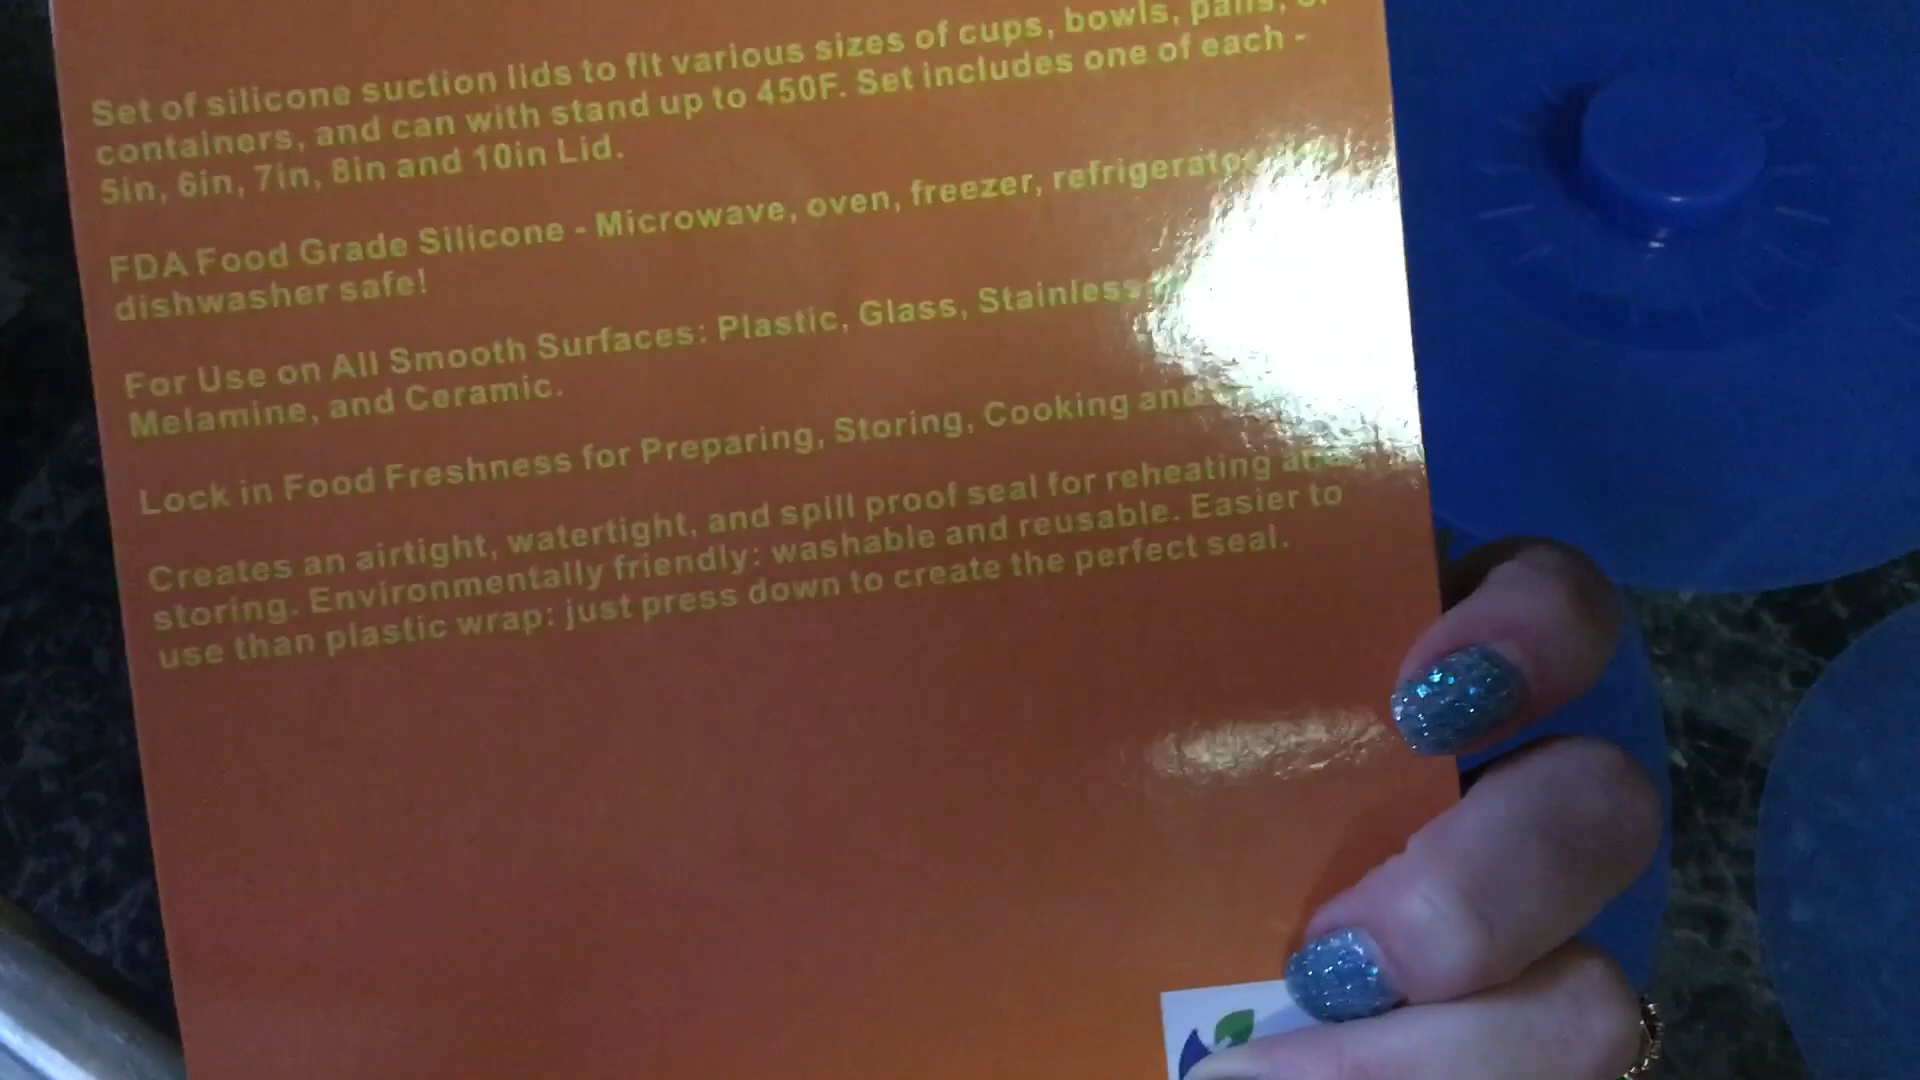 Set of silicone suction lids to fit various sizes of cups, bowls, pans,
containers, and can with stand up to 450F. Set includes one of each -
5in, 6in, 7in, 8in and 10in Lid.
FDA Food Grade Silicone - Microwave, oven, freezer, refrigerator
dishwasher safe!
For Use on All Smooth Surfaces: Plastic, Glass, Stainless
Melamine, and Ceramic.
Lock in Food Freshness for Preparing, Storing, Cooking and
Creates an airtight, watertight, and spill proof seal for reheating and
storing. Environmentally friendly: washable and reusable. Easier to
use than plastic wrap: just press down to create the perfect seal.